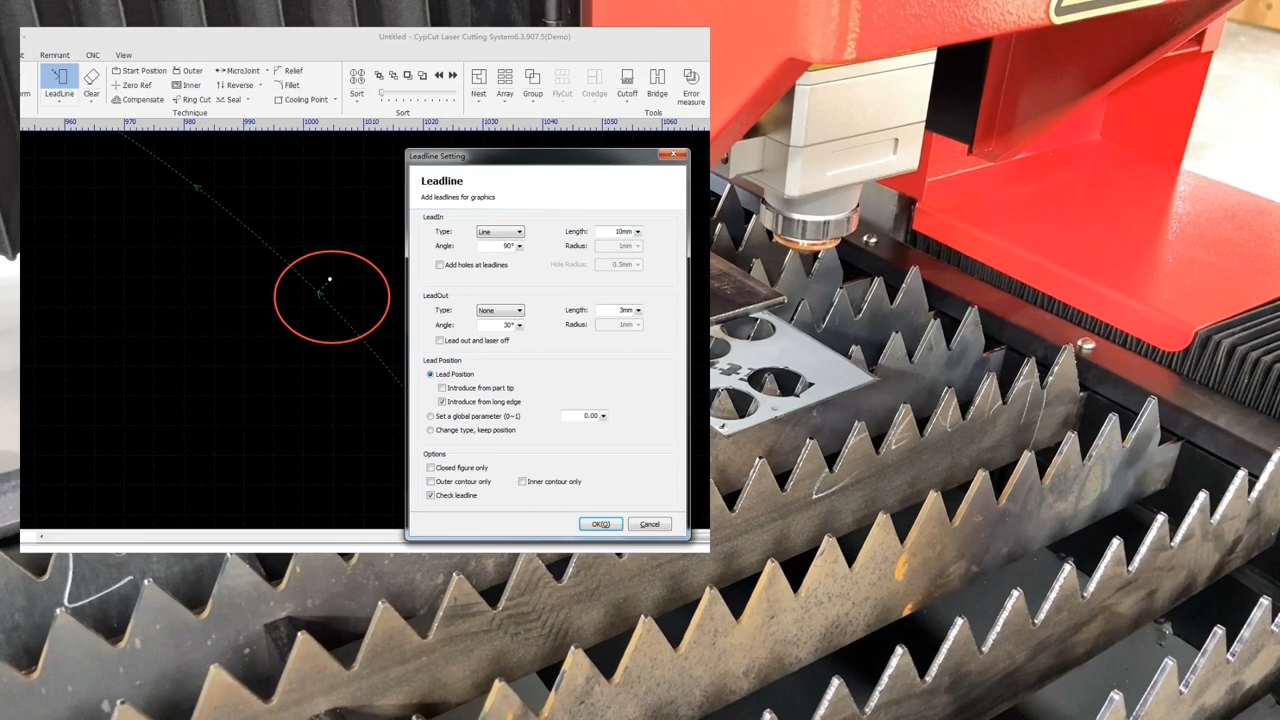 Untitled - CypCut Laser Cutting System6.3.907.5(Demo)
Remnant CNC View
LeadLine Clear Start Position Outer MicroJoint Relief
Zero Ref Inner Reverse Fillet
Compensate Ring Cut Seal Cooling Point
Sort Nest Array Group FlyCut Coedge Cutoff Bridge Error measure
Technique Sort Tools
960 970 980 990 1000 1010 1020 1030 1040 1050 1060
Leadline Setting
Leadline
Add leadlines for graphics
LeadIn
Type: Line Length: 10mm
Angle: 90° Radius: 1mm
Add holes at leadlines Hole Radius: 0.5mm
LeadOut
Type: None Length: 3mm
Angle: 30° Radius: 1mm
Lead out and laser off
Lead Position
Lead Position
Introduce from part tip
Introduce from long edge
Set a global parameter (0~1) 0.00
Change type, keep position
Options
Closed figure only
Outer contour only Inner contour only
Check leadline
OK(O) Cancel